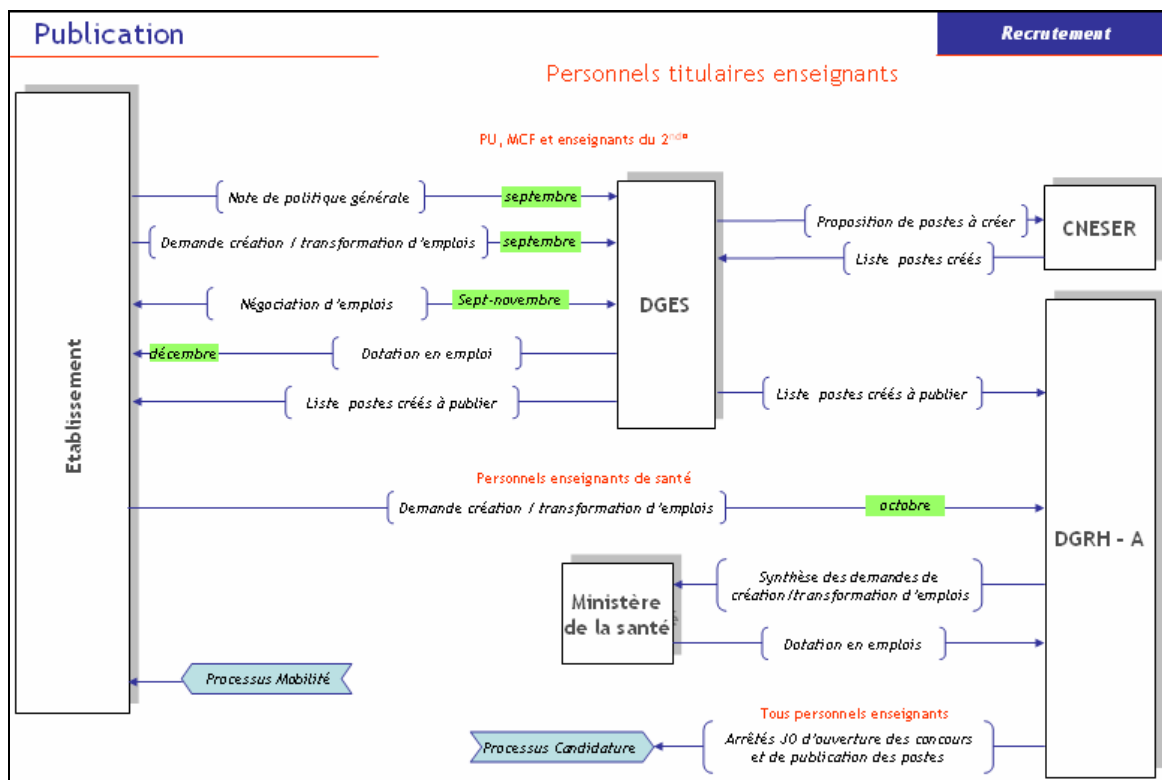 Publication
Recrutement
Personnels titulaires enseignants
PU, MCF et enseignants du 2nd°
Note de politique générale
septembre
Proposition de postes à créer
CNESER
Demande création / transformation d'emplois
septembre
Liste postes créés
Négociation d'emplois
Sept-novembre
DGES
décembre
Dotation en emploi
Liste postes créés à publier
Liste postes créés à publier
Etablissement
Personnels enseignants de santé
Demande création / transformation d'emplois
octobre
DGRH - A
Synthèse des demandes de
création/transformation d'emplois
Ministère
de la santé
Dotation en emplois
Processus Mobilité
Tous personnels enseignants
Arrêtés JO d'ouverture des concours
et de publication des postes
Processus Candidature